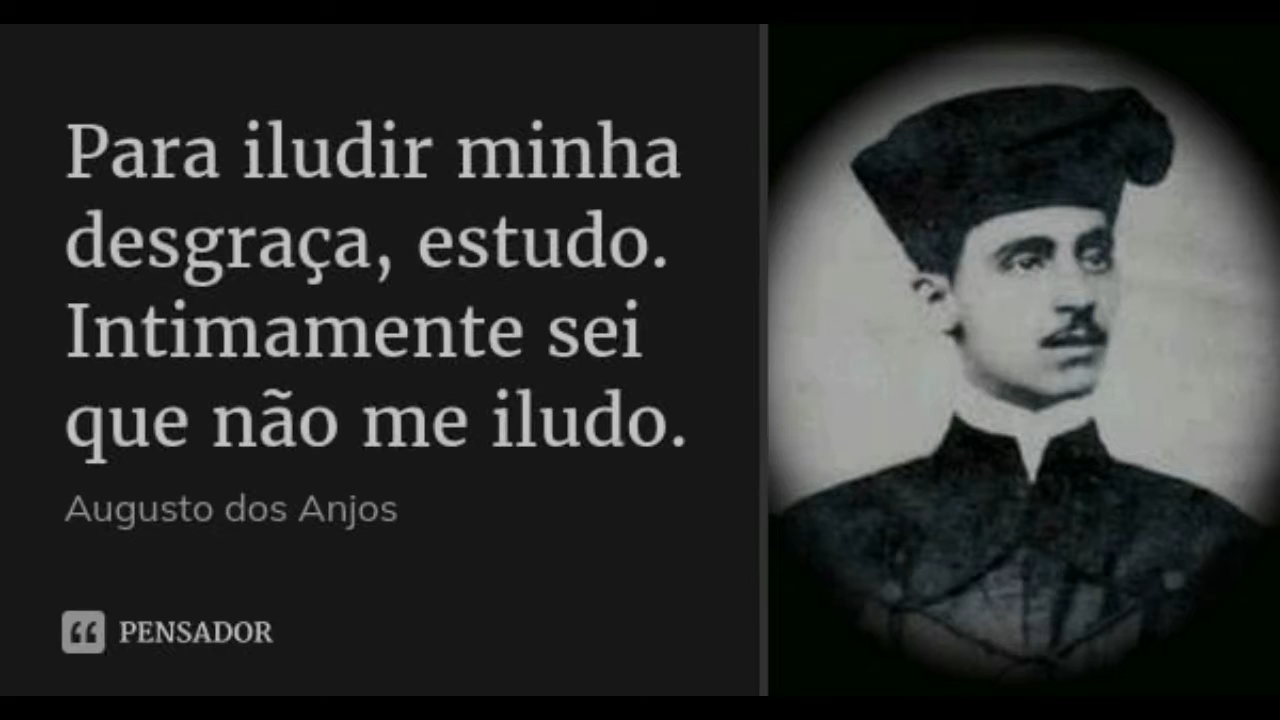 Para iludir minha
desgraça, estudo.
Intimamente sei
que não me iludo.
Augusto dos Anjos
PENSADOR